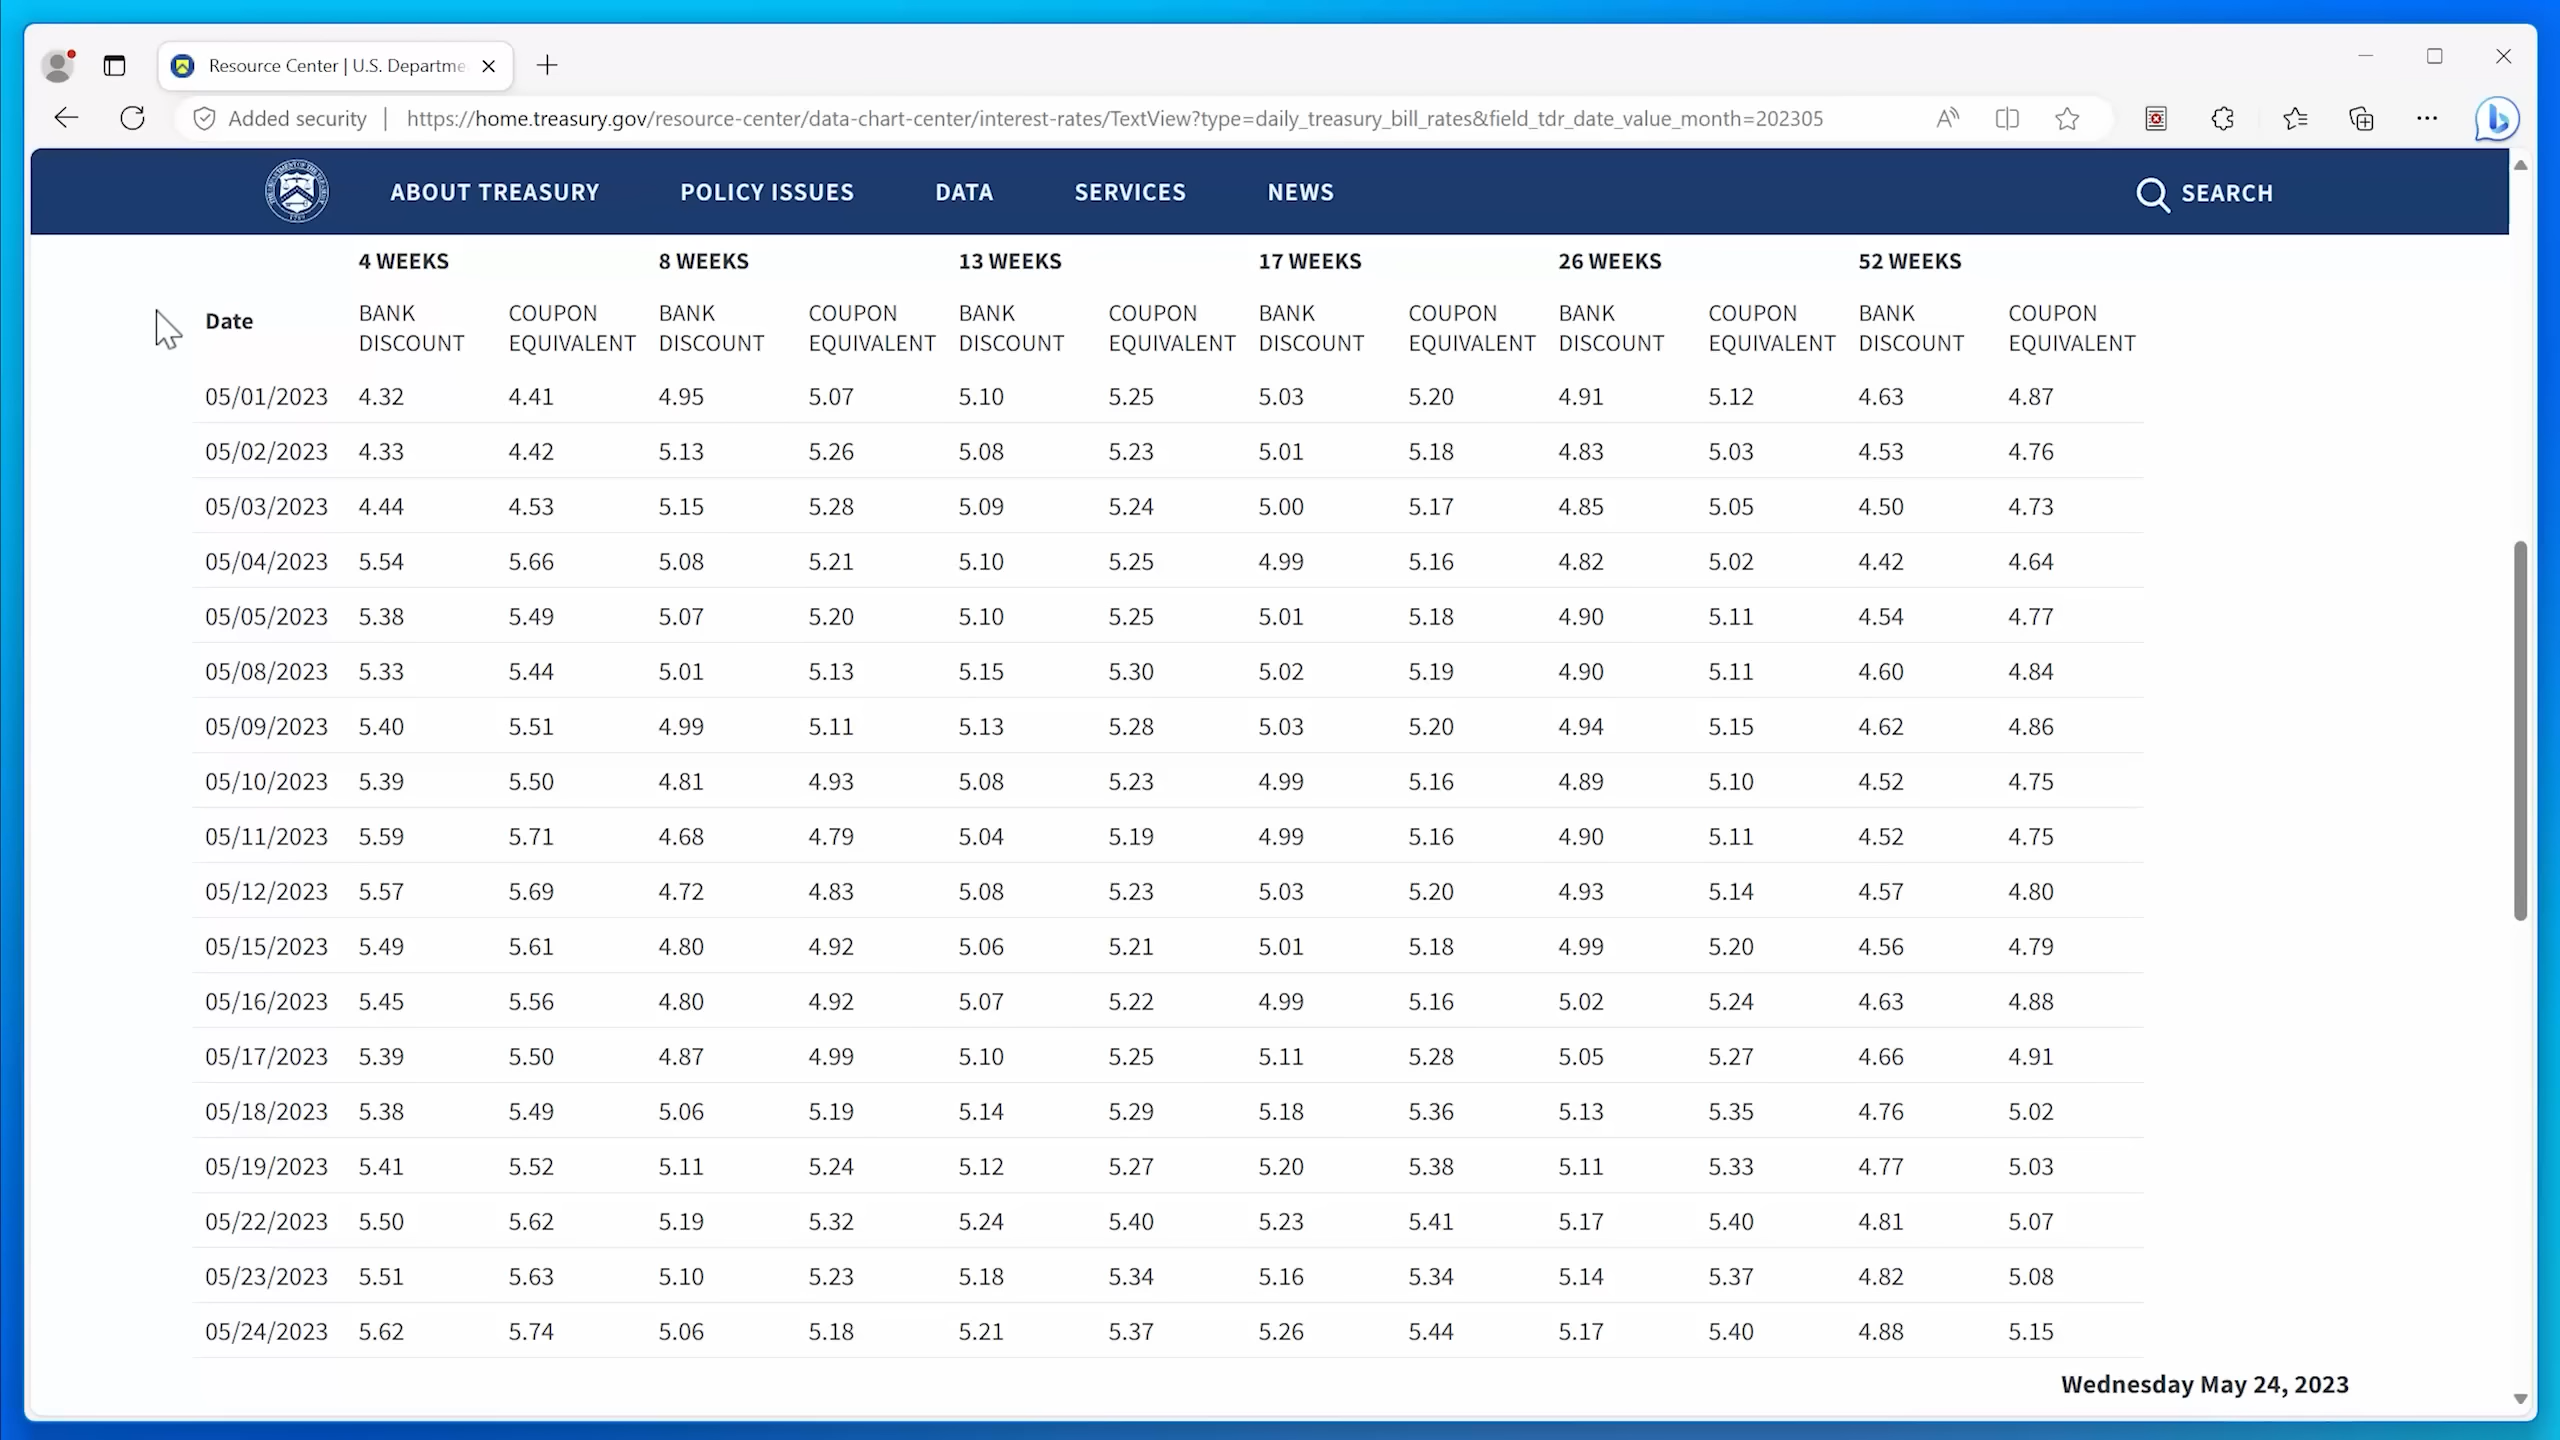 Resource Center | U.S. Departme
Added security | https://home.treasury.gov/resource-center/data-chart-center/interest-rates/TextView?type=daily_treasury_bill_rates&field_tdr_date_value_month=202305
ABOUT TREASURY POLICY ISSUES DATA SERVICES NEWS SEARCH
4 WEEKS 8 WEEKS 13 WEEKS 17 WEEKS 26 WEEKS 52 WEEKS
Date BANK DISCOUNT COUPON EQUIVALENT BANK DISCOUNT COUPON EQUIVALENT BANK DISCOUNT COUPON EQUIVALENT BANK DISCOUNT COUPON EQUIVALENT BANK DISCOUNT COUPON EQUIVALENT BANK DISCOUNT COUPON EQUIVALENT
05/01/2023 4.32 4.41 4.95 5.07 5.10 5.25 5.03 5.20 4.91 5.12 4.63 4.87
05/02/2023 4.33 4.42 5.13 5.26 5.08 5.23 5.01 5.18 4.83 5.03 4.53 4.76
05/03/2023 4.44 4.53 5.15 5.28 5.09 5.24 5.00 5.17 4.85 5.05 4.50 4.73
05/04/2023 5.54 5.66 5.08 5.21 5.10 5.25 4.99 5.16 4.82 5.02 4.42 4.64
05/05/2023 5.38 5.49 5.07 5.20 5.10 5.25 5.01 5.18 4.90 5.11 4.54 4.77
05/08/2023 5.33 5.44 5.01 5.13 5.15 5.30 5.02 5.19 4.90 5.11 4.60 4.84
05/09/2023 5.40 5.51 4.99 5.11 5.13 5.28 5.03 5.20 4.94 5.15 4.62 4.86
05/10/2023 5.39 5.50 4.81 4.93 5.08 5.23 4.99 5.16 4.89 5.10 4.52 4.75
05/11/2023 5.59 5.71 4.68 4.79 5.04 5.19 4.99 5.16 4.90 5.11 4.52 4.75
05/12/2023 5.57 5.69 4.72 4.83 5.08 5.23 5.03 5.20 4.93 5.14 4.57 4.80
05/15/2023 5.49 5.61 4.80 4.92 5.06 5.21 5.01 5.18 4.99 5.20 4.56 4.79
05/16/2023 5.45 5.56 4.80 4.92 5.07 5.22 4.99 5.16 5.02 5.24 4.63 4.88
05/17/2023 5.39 5.50 4.87 4.99 5.10 5.25 5.11 5.28 5.05 5.27 4.66 4.91
05/18/2023 5.38 5.49 5.06 5.19 5.14 5.29 5.18 5.36 5.13 5.35 4.76 5.02
05/19/2023 5.41 5.52 5.11 5.24 5.12 5.27 5.20 5.38 5.11 5.33 4.77 5.03
05/22/2023 5.50 5.62 5.19 5.32 5.24 5.40 5.23 5.41 5.17 5.40 4.81 5.07
05/23/2023 5.51 5.63 5.10 5.23 5.18 5.34 5.16 5.34 5.14 5.37 4.82 5.08
05/24/2023 5.62 5.74 5.06 5.18 5.21 5.37 5.26 5.44 5.17 5.40 4.88 5.15
Wednesday May 24, 2023